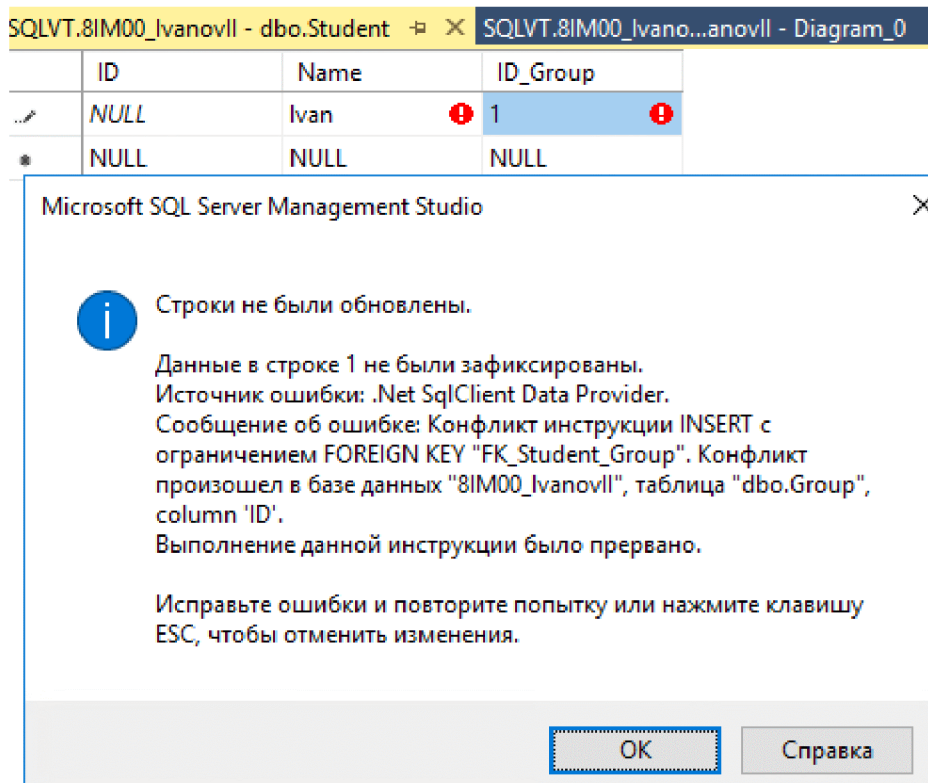 SQLVT.8IM00_IvanovII - dbo.Student SQLVT.8IM00_Ivano...anovII - Diagram_0
ID Name ID_Group
NULL Ivan 1
NULL NULL NULL
Microsoft SQL Server Management Studio
Строки не были обновлены.
Данные в строке 1 не были зафиксированы.
Источник ошибки: .Net SqlClient Data Provider.
Сообщение об ошибке: Конфликт инструкции INSERT с
ограничением FOREIGN KEY "FK_Student_Group". Конфликт
произошел в базе данных "8IM00_IvanovII", таблица "dbo.Group",
column 'ID'.
Выполнение данной инструкции было прервано.
Исправьте ошибки и повторите попытку или нажмите клавишу
ESC, чтобы отменить изменения.
OK Справка